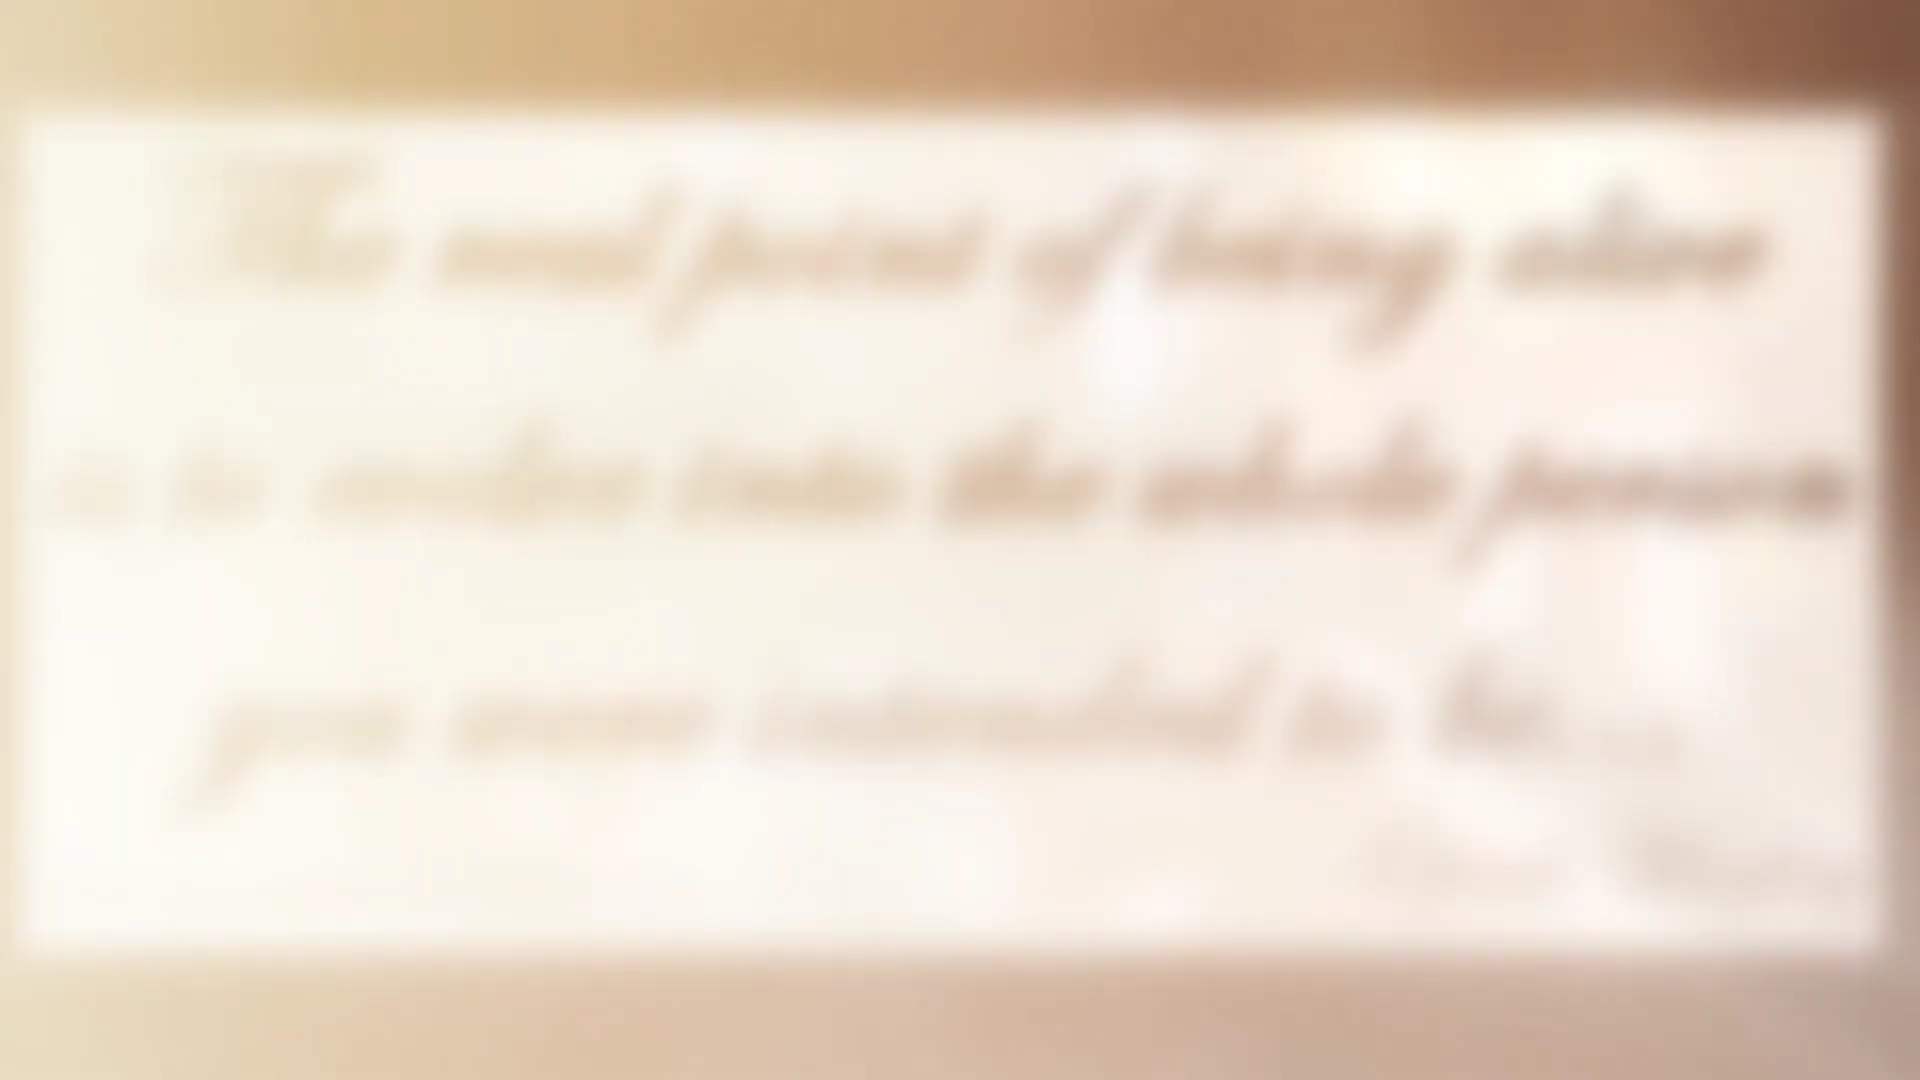 The real point of being alive
is to evolve into the whole person
you were intended to be